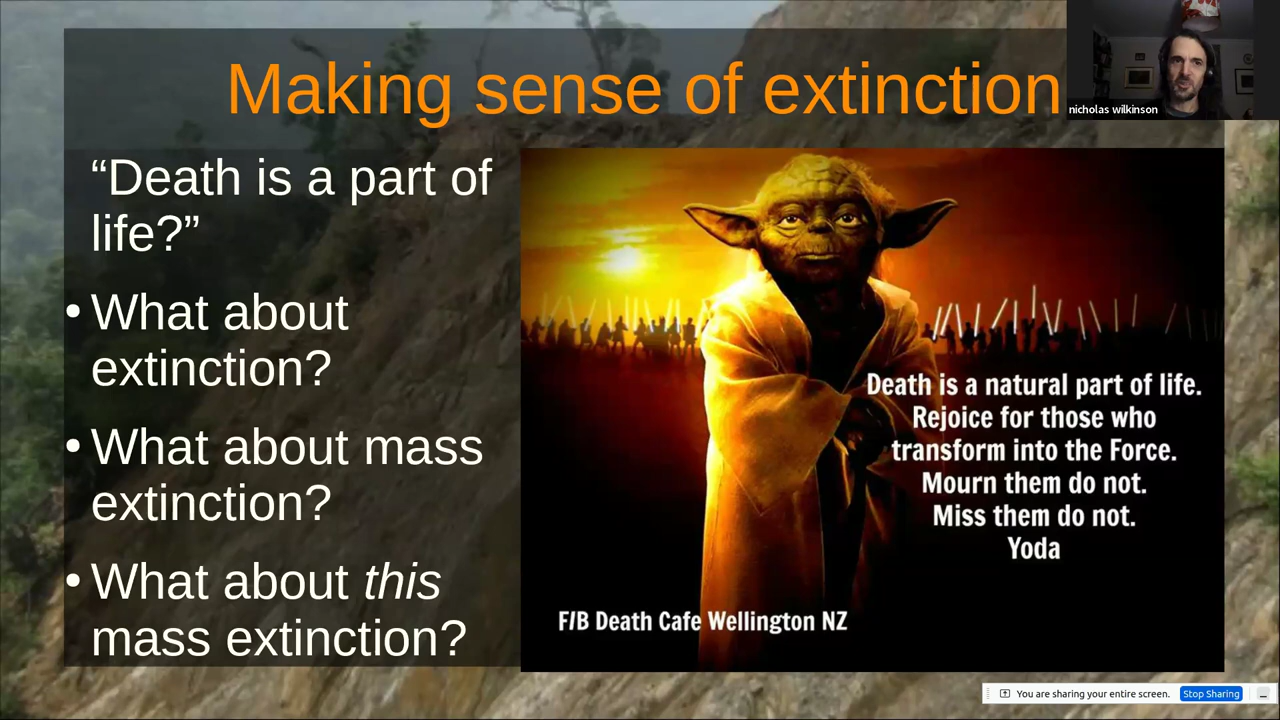 Making sense of extinction
nicholas wilkinson
“Death is a part of
life?”
• What about
extinction?
• What about mass
extinction?
• What about this
mass extinction?
Death is a natural part of life.
Rejoice for those who
transform into the Force.
Mourn them do not.
Miss them do not.
Yoda
F/B Death Cafe Wellington NZ
You are sharing your entire screen. Stop Sharing